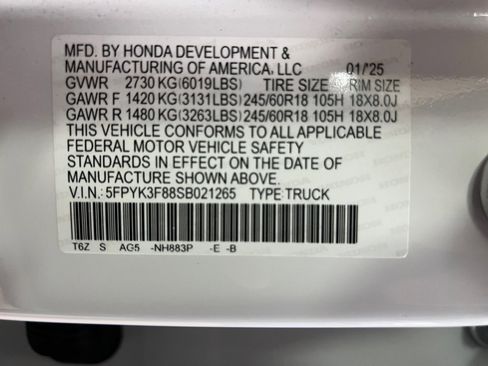 MFD. BY HONDA DEVELOPMENT &
MANUFACTURING OF AMERICA, LLC 01/'25
GVWR 2730 KG(6019LBS) TIRE SIZE RIM SIZE
GAWR F 1420 KG(3131LBS) 245/60R18 105H 18X8.0J
GAWR R 1480 KG(3263LBS) 245/60R18 105H 18X8.0J
THIS VEHICLE CONFORMS TO ALL APPLICABLE
FEDERAL MOTOR VEHICLE SAFETY
STANDARDS IN EFFECT ON THE DATE OF
MANUFACTURE SHOWN ABOVE.
V.I.N.: 5FPYK3F88SB021265 TYPE:TRUCK
T6Z S AG5 -NH883P -E -B